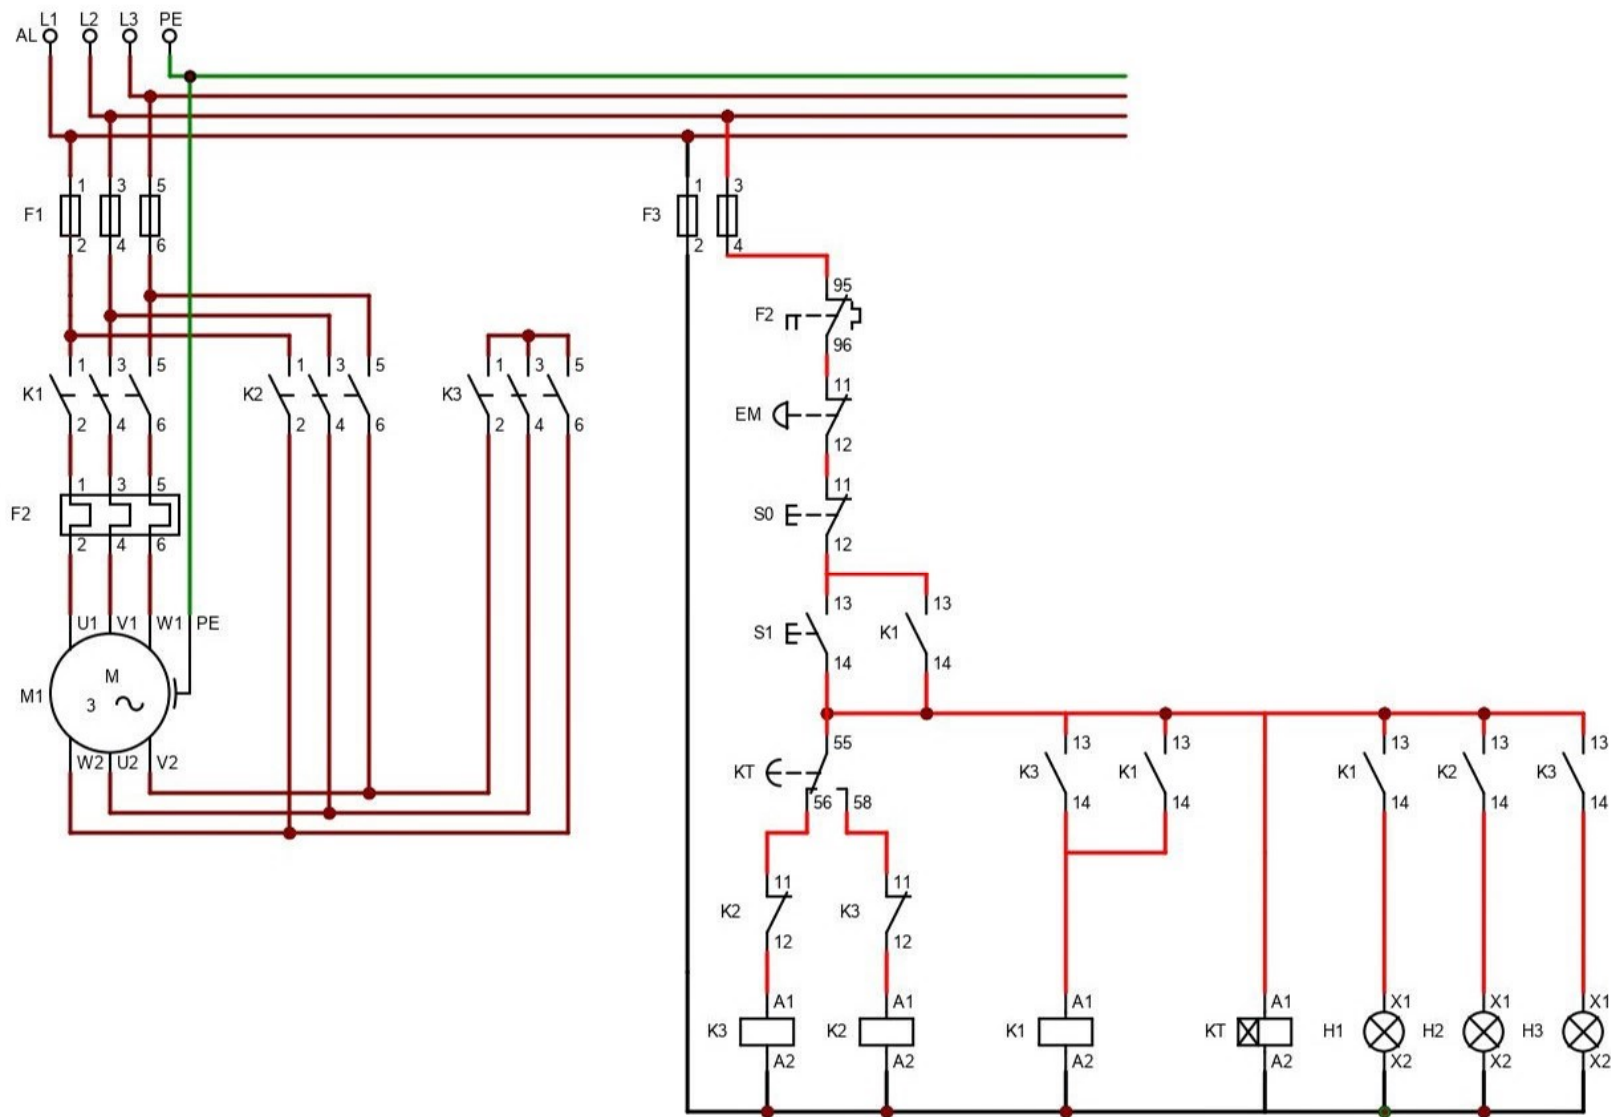 L1 L2 L3 PE
AL
1 3 5
F1
2 4 6
1 3
F3
2 4
95
F2
96
1 3 5
K1
2 4 6
1 3 5
K2
2 4 6
1 3 5
K3
2 4 6
11
EM
12
1 3 5
F2
2 4 6
11
S0
12
U1 V1 W1 PE
M
3
M1
W2 U2 V2
13 13
S1 K1
14 14
55
KT
56 58
13 13
K3 K1
14 14
13 13 13
K1 K2 K3
14 14 14
11 11
K2 K3
12 12
A1 A1 A1 A1 X1 X1 X1
K3 K2 K1 KT H1 H2 H3
A2 A2 A2 A2 X2 X2 X2